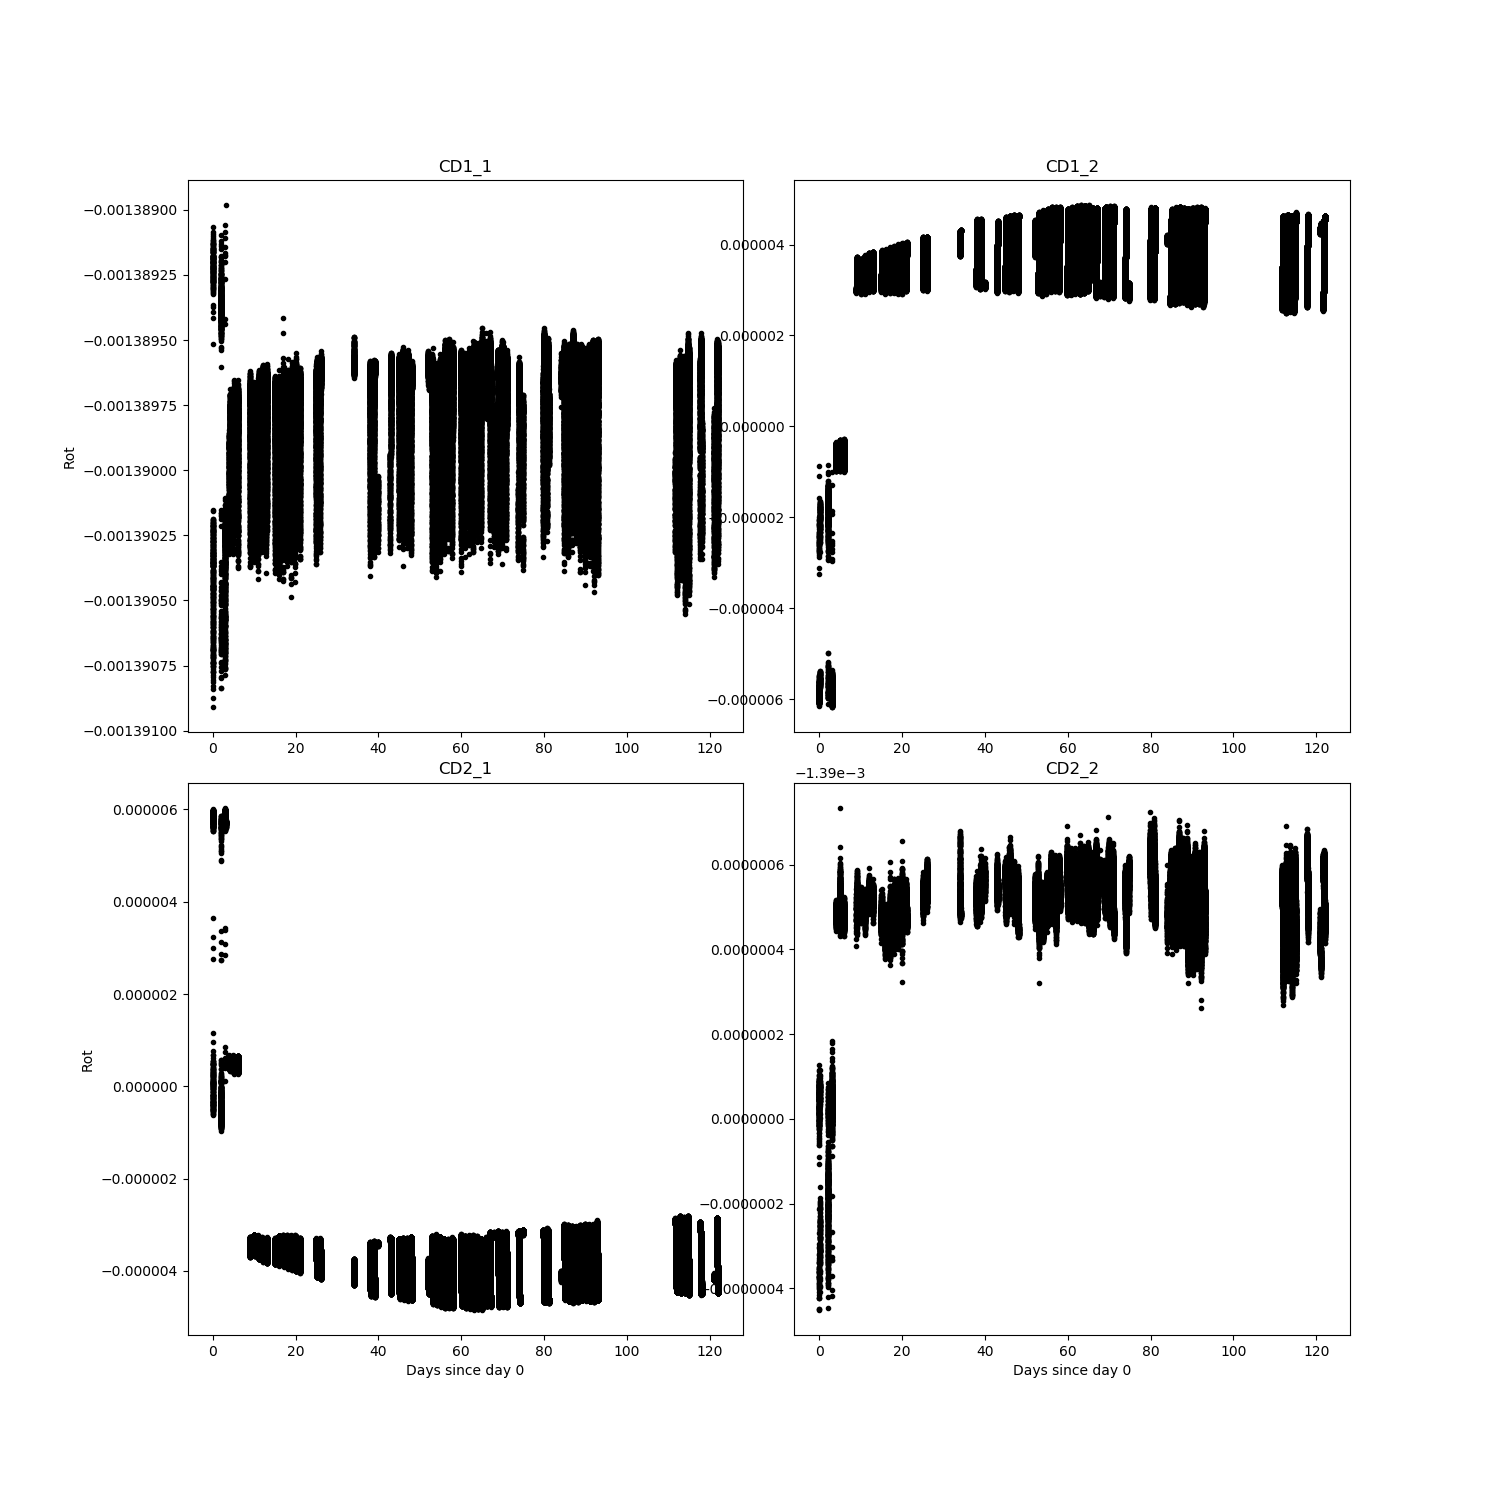 CD1_1
CD1_2
−0.00138900
−0.00138925
−0.00138950
−0.00138975
−0.00139000
−0.00139025
−0.00139050
−0.00139075
−0.00139100
Rot
0 20 40 60 80 100 120
0.000004
0.000002
0.000000
−0.000002
−0.000004
−0.000006
0 20 40 60 80 100 120
CD2_1
−1.39e−3
CD2_2
0.000006
0.000004
0.000002
0.000000
−0.000002
−0.000004
Rot
0 20 40 60 80 100 120
Days since day 0
0.0000006
0.0000004
0.0000002
0.0000000
−0.0000002
−0.0000004
0 20 40 60 80 100 120
Days since day 0